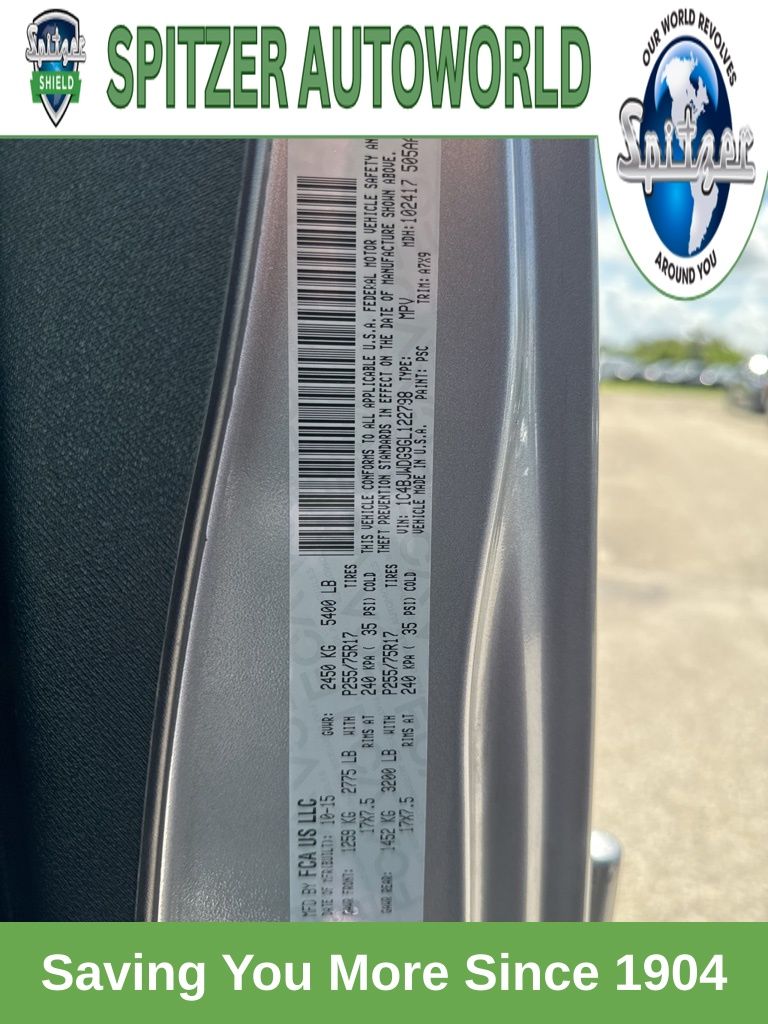 Spitzer
SHIELD
SPITZER AUTOWORLD
OUR WORLD REVOLVES
Spitzer
AROUND YOU
MFD BY FCA US LLC
DATE OF MFR(BUILT): 10-15 GVWR: 2450 KG 5400 LB
GAWR FRONT: 1259 KG 2775 LB WITH P255/75R17 TIRES
17X7.5 RIMS AT 240 KPA ( 35 PSI) COLD
GAWR REAR: 1452 KG 3200 LB WITH P255/75R17 TIRES
17X7.5 RIMS AT 240 KPA ( 35 PSI) COLD
THIS VEHICLE CONFORMS TO ALL APPLICABLE U.S.A. FEDERAL MOTOR VEHICLE SAFETY AN
THEFT PREVENTION STANDARDS IN EFFECT ON THE DATE OF MANUFACTURE SHOWN ABOVE.
VIN: 1C4BJWDG9GL122798 TYPE: MPV MDH:102417 505AA
VEHICLE MADE IN U.S.A. PAINT: PSC TRIM: A7X9
Saving You More Since 1904